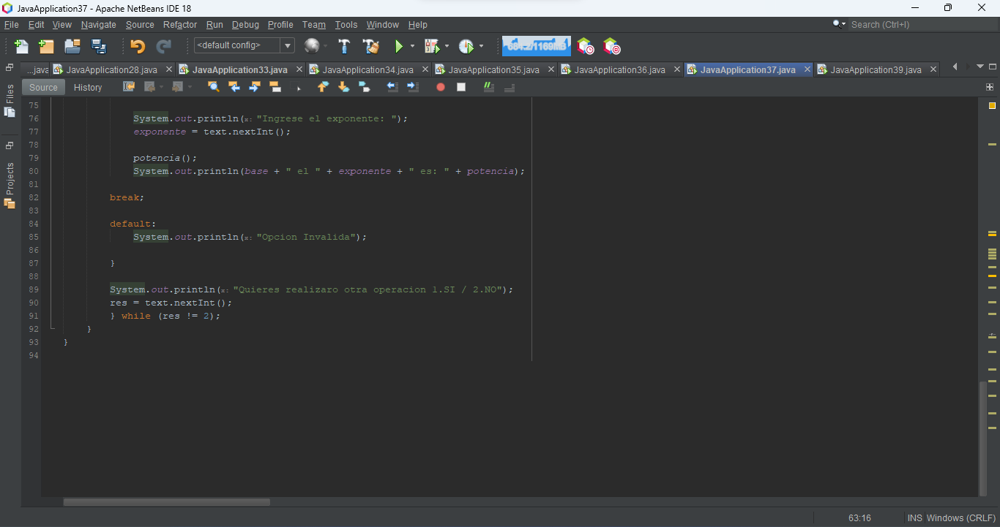 JavaApplication37 - Apache NetBeans IDE 18
File Edit View Navigate Source Refactor Run Debug Profile Team Tools Window Help
Search (Ctrl+I)
<default config>
684.2/1169MB
...java JavaApplication28.java JavaApplication33.java JavaApplication34.java JavaApplication35.java JavaApplication36.java JavaApplication37.java JavaApplication39.java
Files
Projects
Source History
75
76 System.out.println(x: "Ingrese el exponente: ");
77 exponente = text.nextInt();
78
79 potencia();
80 System.out.println(base + " el " + exponente + " es: " + potencia);
81
82 break;
83
84 default:
85 System.out.println(x: "Opcion Invalida");
86
87 }
88
89 System.out.println(x: "Quieres realizaro otra operacion 1.SI / 2.NO");
90 res = text.nextInt();
91 } while (res != 2);
92 }
93 }
94
63:16 INS Windows (CRLF)